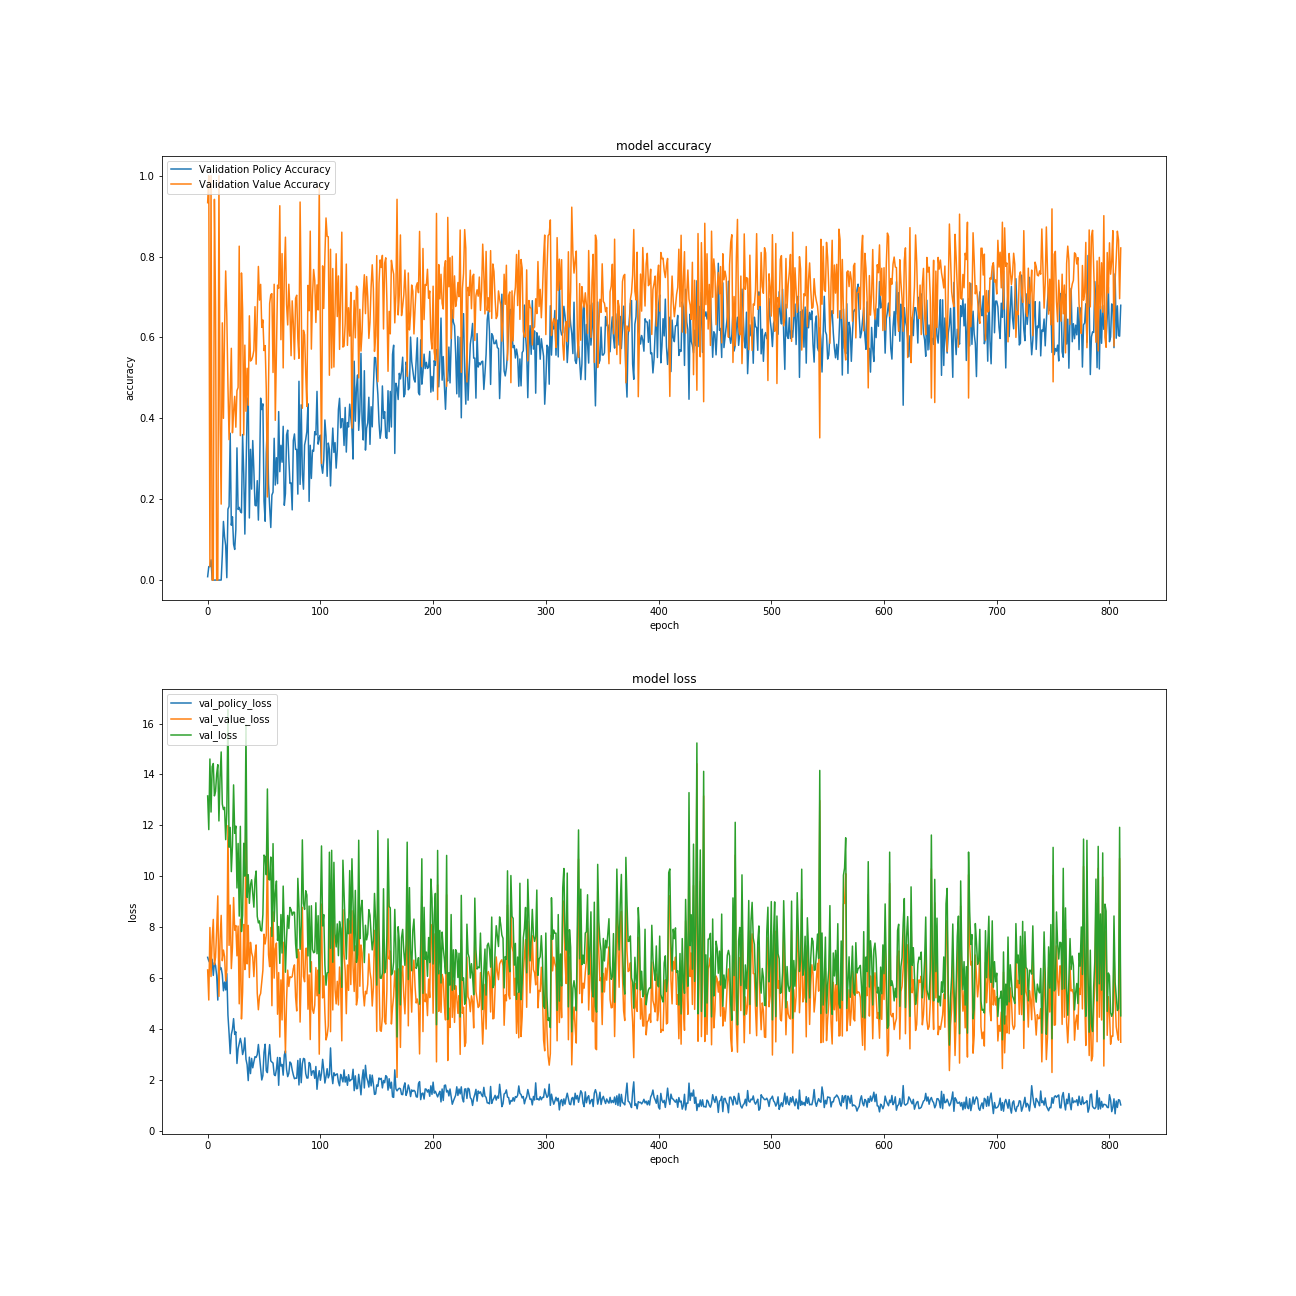 model accuracy
Validation Policy Accuracy
Validation Value Accuracy
1.0
0.8
0.6
0.4
0.2
0.0
accuracy
0 100 200 300 400 500 600 700 800
epoch
model loss
val_policy_loss
val_value_loss
val_loss
16
14
12
10
8
6
4
2
0
loss
0 100 200 300 400 500 600 700 800
epoch